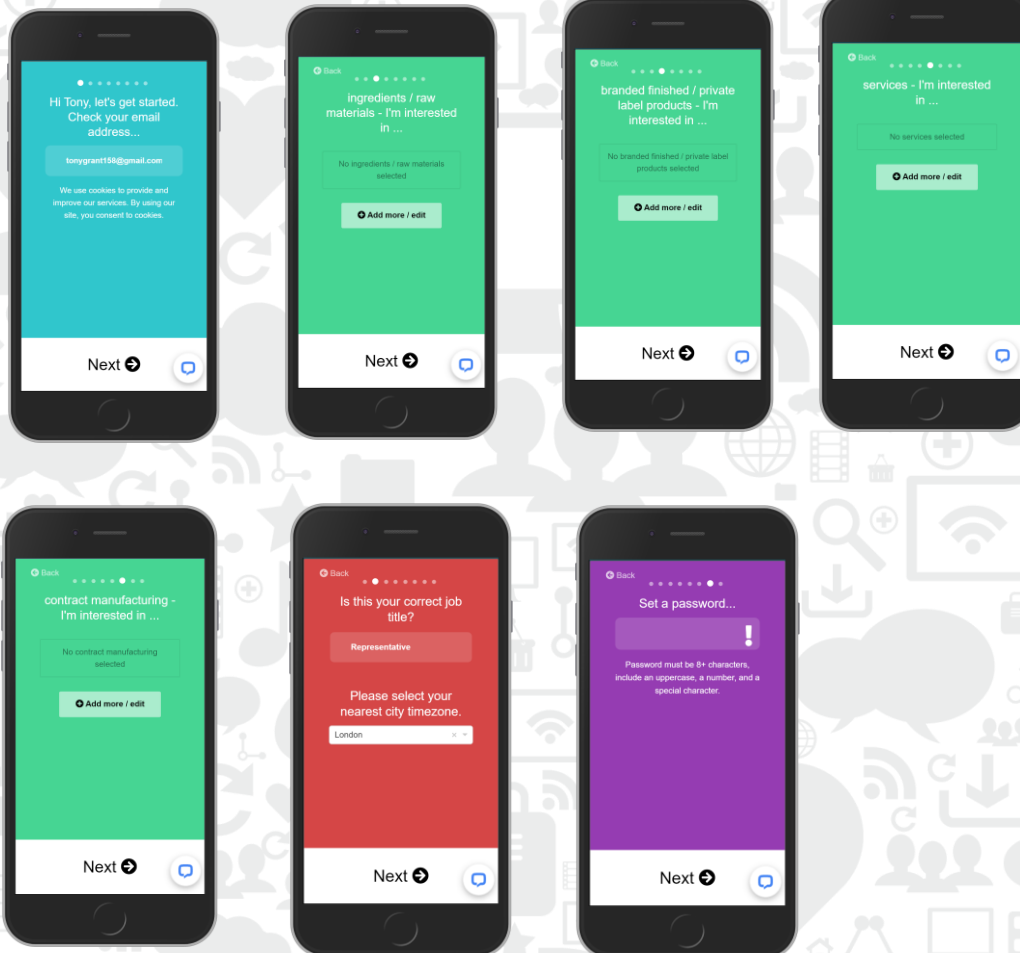 Hi Tony, let's get started.
Check your email
address...
tonygrant158@gmail.com
We use cookies to provide and
improve our services. By using our
site, you consent to cookies.
Next
Back
ingredients / raw
materials - I'm interested
in ...
No ingredients / raw materials
selected
Add more / edit
Next
Back
branded finished / private
label products - I'm
interested in ...
No branded finished / private label
products selected
Add more / edit
Next
Back
services - I'm interested
in ...
No services selected
Add more / edit
Next
Back
contract manufacturing -
I'm interested in ...
No contract manufacturing
selected
Add more / edit
Next
Back
Is this your correct job
title?
Representative
Please select your
nearest city timezone.
London
Next
Back
Set a password...
Password must be 8+ characters,
include an uppercase, a number, and a
special character.
Next